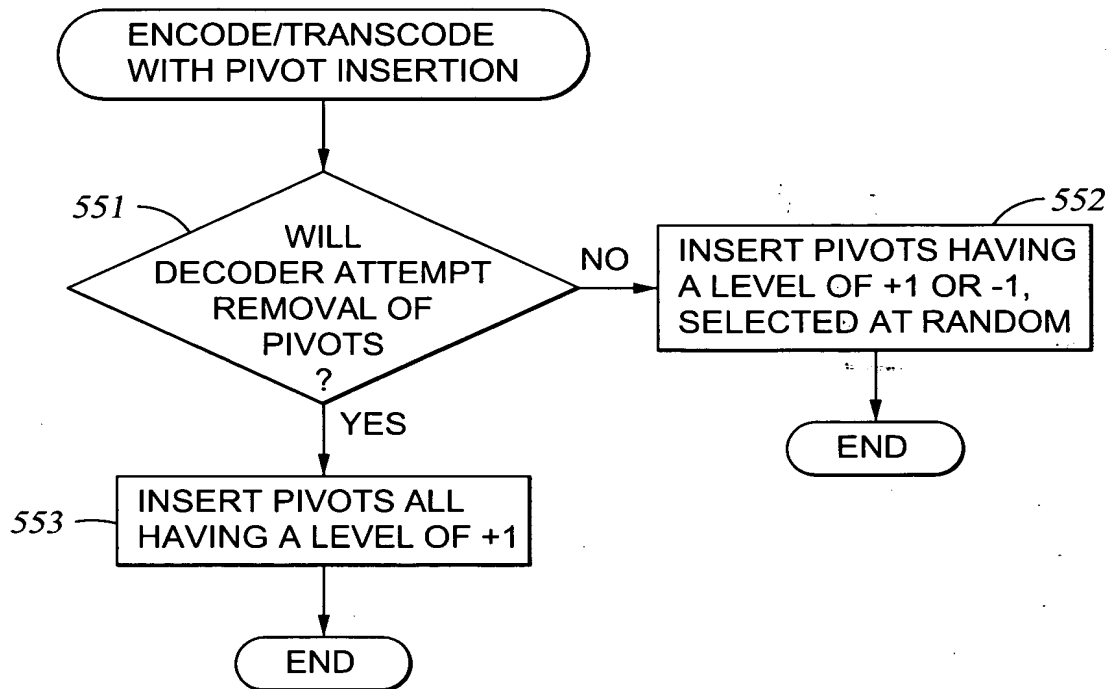 ENCODE/TRANSCODE
WITH PIVOT INSERTION
551
WILL
DECODER ATTEMPT
REMOVAL OF
PIVOTS
?
NO
552
INSERT PIVOTS HAVING
A LEVEL OF +1 OR -1,
SELECTED AT RANDOM
END
YES
553
INSERT PIVOTS ALL
HAVING A LEVEL OF +1
END